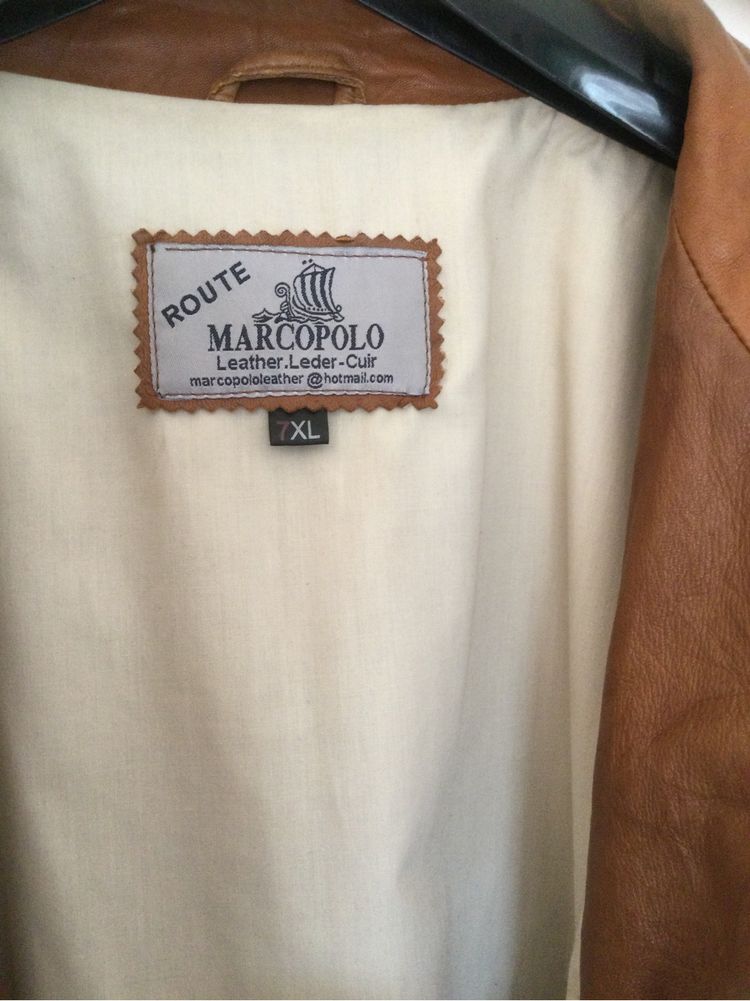 ROUTE
MARCOPOLO
Leather.Leder-Cuir
marcopololeather@hotmail.com
7XL